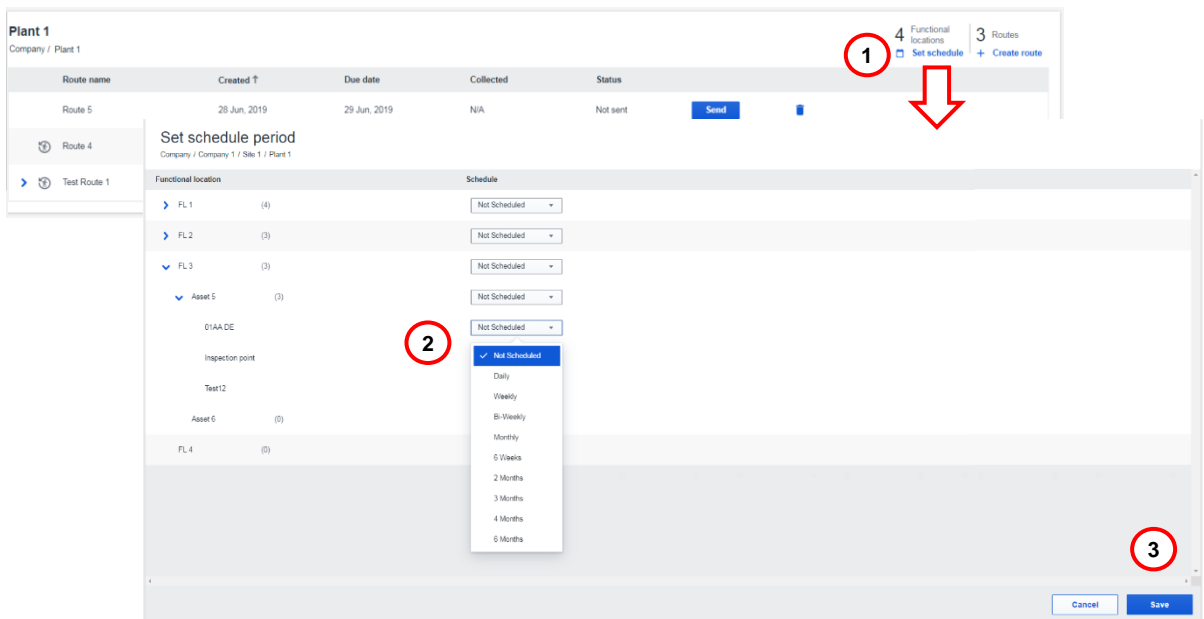 Plant 1
Company / Plant 1
4 Functional locations
3 Routes
1
Set schedule
+ Create route
Route name Created ↑ Due date Collected Status
Route 5 28 Jun, 2019 29 Jun, 2019 N/A Not sent Send
Route 4
Test Route 1
Set schedule period
Company / Company 1 / Site 1 / Plant 1
Functional location Schedule
FL 1 (4) Not Scheduled
FL 2 (3) Not Scheduled
FL 3 (3) Not Scheduled
Asset 5 (3) Not Scheduled
01AA DE Not Scheduled
2
Inspection point
Test12
Asset 6 (0)
FL 4 (0)
Not Scheduled
Daily
Weekly
Bi-Weekly
Monthly
6 Weeks
2 Months
3 Months
4 Months
6 Months
3
Cancel Save